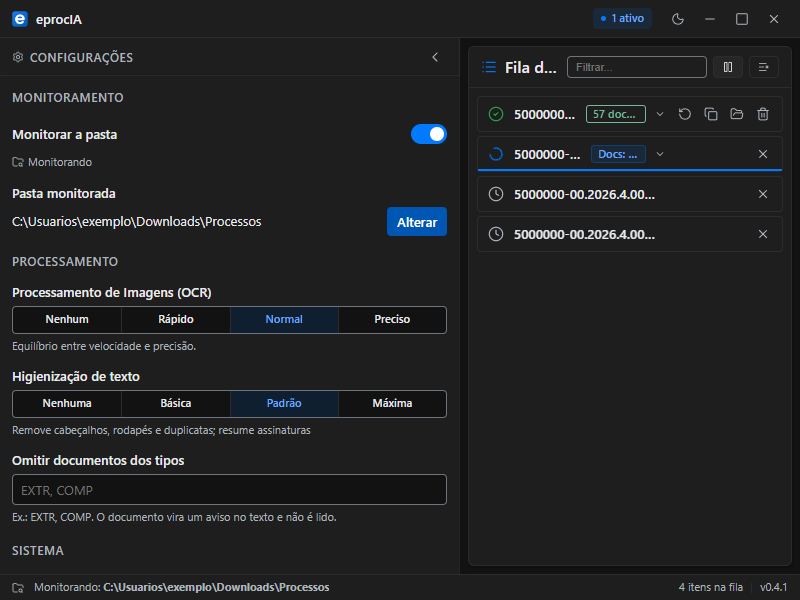 eprocIA
1 ativo
CONFIGURAÇÕES
MONITORAMENTO
Monitorar a pasta
Monitorando
Pasta monitorada
C:\Usuarios\exemplo\Downloads\Processos
Alterar
PROCESSAMENTO
Processamento de Imagens (OCR)
Nenhum Rápido Normal Preciso
Equilíbrio entre velocidade e precisão.
Higienização de texto
Nenhuma Básica Padrão Máxima
Remove cabeçalhos, rodapés e duplicatas; resume assinaturas
Omitir documentos dos tipos
EXTR, COMP
Ex.: EXTR, COMP. O documento vira um aviso no texto e não é lido.
SISTEMA
Fila d... Filtrar...
5000000... 57 doc...
5000000-... Docs: ...
5000000-00.2026.4.00...
5000000-00.2026.4.00...
Monitorando: C:\Usuarios\exemplo\Downloads\Processos
4 itens na fila v0.4.1